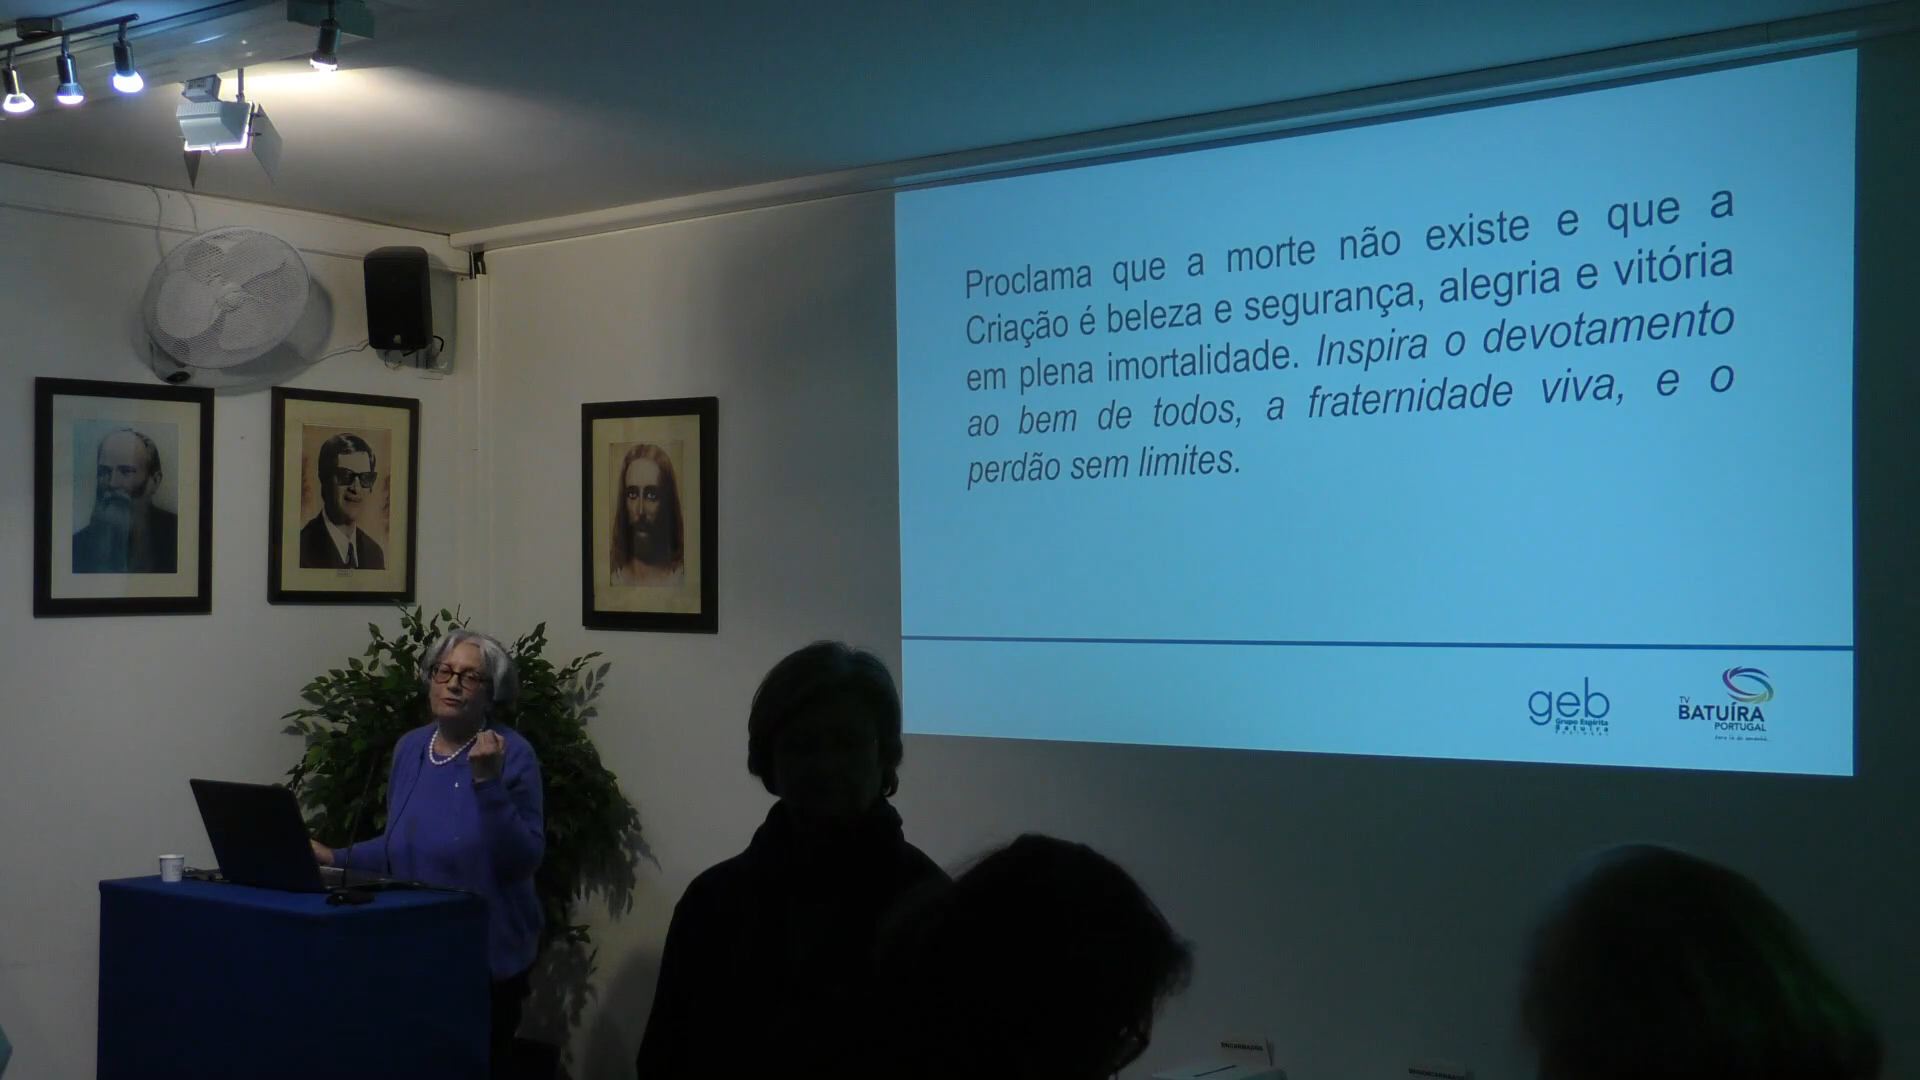 Proclama que a morte não existe e que a
Criação é beleza e segurança, alegria e vitória
em plena imortalidade. Inspira o devotamento
ao bem de todos, a fraternidade viva, e o
perdão sem limites.
geb
Grupo Espírita
Batuíra
TV
BATUÍRA
PORTUGAL